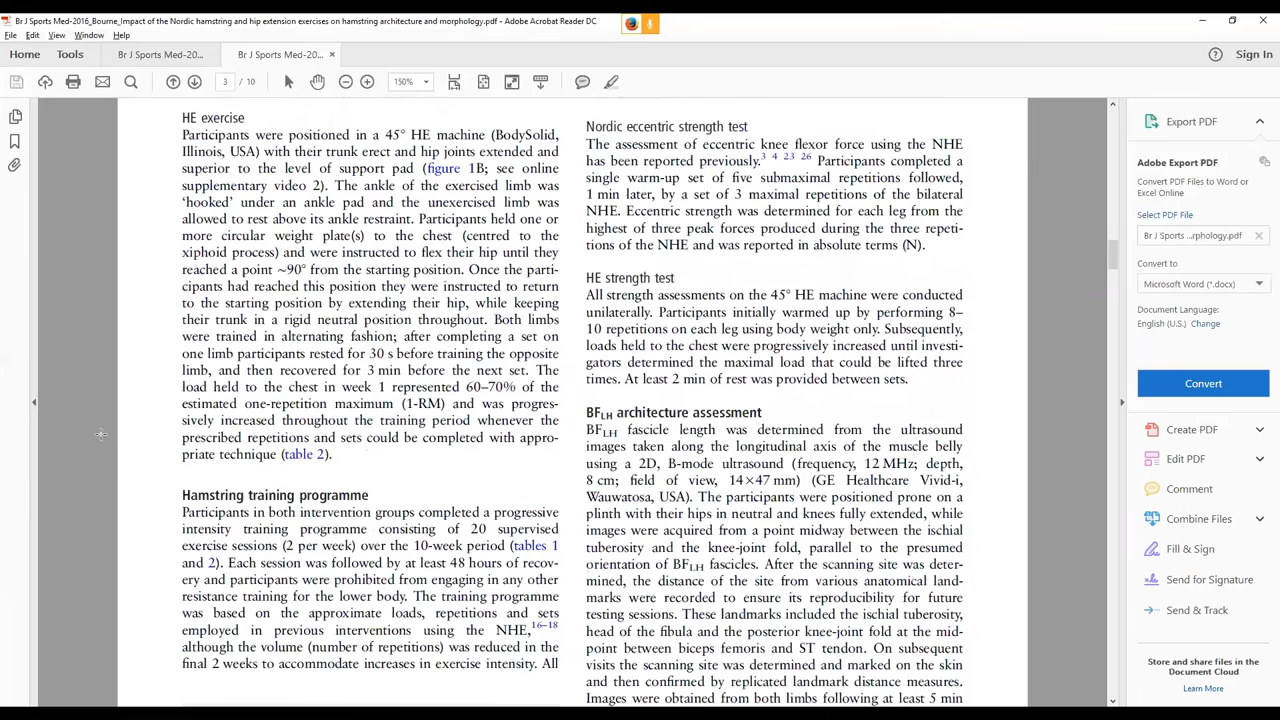 Br J Sports Med-2016_Bourne_Impact of the Nordic hamstring and hip extension exercises on hamstring architecture and morphology.pdf - Adobe Acrobat Reader DC
File Edit View Window Help
Home Tools Br J Sports Med-20... Br J Sports Med-20... × Sign In
3 / 10 150%
HE exercise
Participants were positioned in a 45° HE machine (BodySolid,
Illinois, USA) with their trunk erect and hip joints extended and
superior to the level of support pad (figure 1B; see online
supplementary video 2). The ankle of the exercised limb was
‘hooked’ under an ankle pad and the unexercised limb was
allowed to rest above its ankle restraint. Participants held one or
more circular weight plate(s) to the chest (centred to the
xiphoid process) and were instructed to flex their hip until they
reached a point ~90° from the starting position. Once the parti-
cipants had reached this position they were instructed to return
to the starting position by extending their hip, while keeping
their trunk in a rigid neutral position throughout. Both limbs
were trained in alternating fashion; after completing a set on
one limb participants rested for 30 s before training the opposite
limb, and then recovered for 3 min before the next set. The
load held to the chest in week 1 represented 60–70% of the
estimated one-repetition maximum (1-RM) and was progres-
sively increased throughout the training period whenever the
prescribed repetitions and sets could be completed with appro-
priate technique (table 2).
Hamstring training programme
Participants in both intervention groups completed a progressive
intensity training programme consisting of 20 supervised
exercise sessions (2 per week) over the 10-week period (tables 1
and 2). Each session was followed by at least 48 hours of recov-
ery and participants were prohibited from engaging in any other
resistance training for the lower body. The training programme
was based on the approximate loads, repetitions and sets
employed in previous interventions using the NHE,16–18
although the volume (number of repetitions) was reduced in the
final 2 weeks to accommodate increases in exercise intensity. All
Nordic eccentric strength test
The assessment of eccentric knee flexor force using the NHE
has been reported previously.3 4 23 26 Participants completed a
single warm-up set of five submaximal repetitions followed,
1 min later, by a set of 3 maximal repetitions of the bilateral
NHE. Eccentric strength was determined for each leg from the
highest of three peak forces produced during the three repeti-
tions of the NHE and was reported in absolute terms (N).
HE strength test
All strength assessments on the 45° HE machine were conducted
unilaterally. Participants initially warmed up by performing 8–
10 repetitions on each leg using body weight only. Subsequently,
loads held to the chest were progressively increased until investi-
gators determined the maximal load that could be lifted three
times. At least 2 min of rest was provided between sets.
BFLH architecture assessment
BFLH fascicle length was determined from the ultrasound
images taken along the longitudinal axis of the muscle belly
using a 2D, B-mode ultrasound (frequency, 12 MHz; depth,
8 cm; field of view, 14×47 mm) (GE Healthcare Vivid-i,
Wauwatosa, USA). The participants were positioned prone on a
plinth with their hips in neutral and knees fully extended, while
images were acquired from a point midway between the ischial
tuberosity and the knee-joint fold, parallel to the presumed
orientation of BFLH fascicles. After the scanning site was deter-
mined, the distance of the site from various anatomical land-
marks were recorded to ensure its reproducibility for future
testing sessions. These landmarks included the ischial tuberosity,
head of the fibula and the posterior knee-joint fold at the mid-
point between biceps femoris and ST tendon. On subsequent
visits the scanning site was determined and marked on the skin
and then confirmed by replicated landmark distance measures.
Images were obtained from both limbs following at least 5 min
Export PDF
Adobe Export PDF
Convert PDF Files to Word or
Excel Online
Select PDF File
Br J Sports ...rphology.pdf ×
Convert to
Microsoft Word (*.docx)
Document Language:
English (U.S.) Change
Convert
Create PDF
Edit PDF
Comment
Combine Files
Fill & Sign
Send for Signature
Send & Track
Store and share files in the
Document Cloud
Learn More